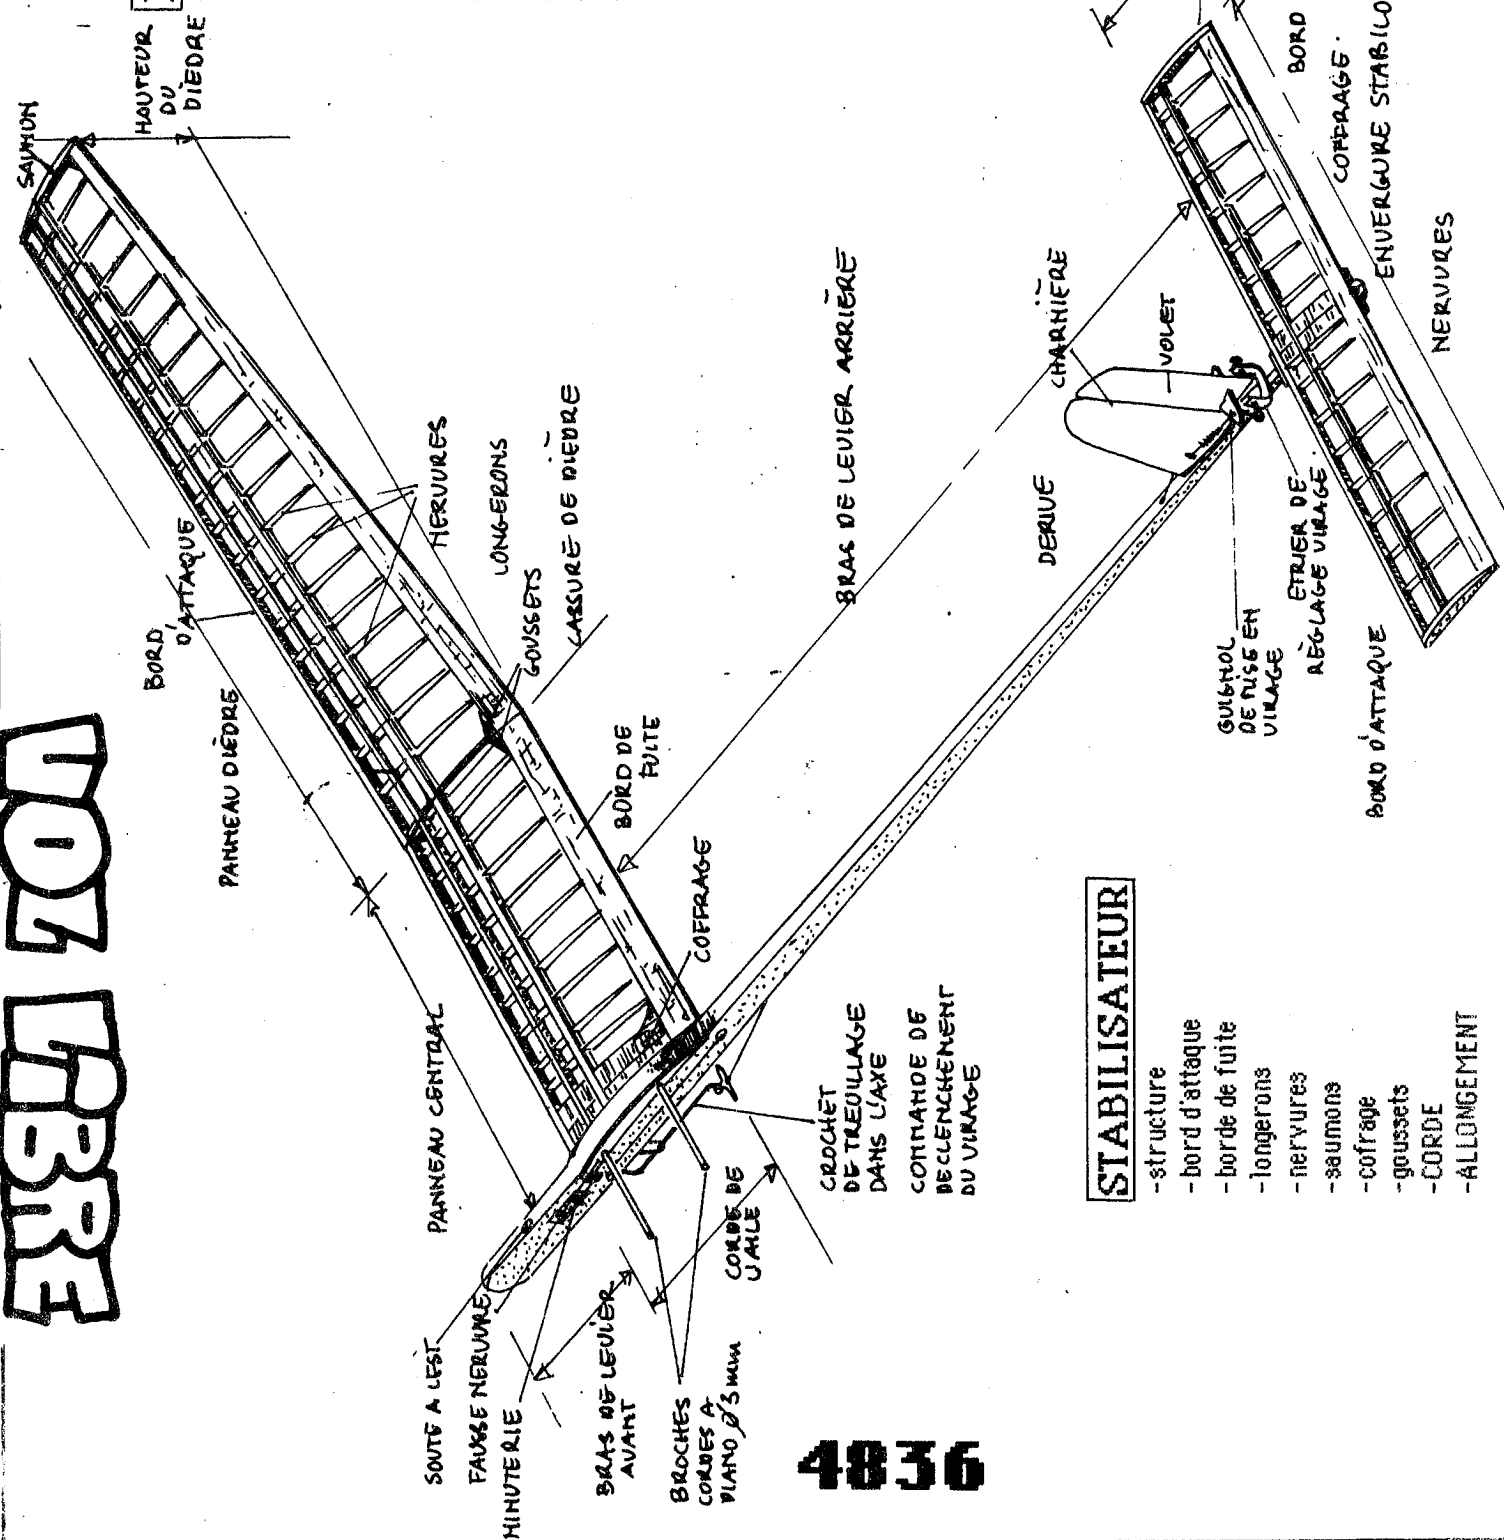 VOL LIBRE
SAUMON
HAUTEUR
DU
DIEDRE
BORD
D'ATTAQUE
PANNEAU DIEDRE
NERVURES
LONGERONS
GOUSSETS
CASSURE DE DIEDRE
BORD DE
FUITE
COFFRAGE
PANNEAU CENTRAL
BRAS DE LEVIER ARRIERE
CHARNIERE
VOLET
DERIVE
GUIGNOL
DE MISE EN
VIRAGE
ETRIER DE
REGLAGE VIRAGE.
BORD D'ATTAQUE
BORD
COFFRAGE.
ENVERGURE STABILO
NERVURES
SOUTE A LEST
FAUSSE NERVURE
MINUTERIE
BRAS DE LEVIER
AVANT
BROCHES
CORDES A
PIANO Ø 3 mm
CORDE DE
L'AILE
CROCHET
DE TREUILLAGE
DANS L'AXE
COMMANDE DE
DECLENCHEMENT
DU VIRAGE
STABILISATEUR
-structure
-bord d'attaque
-borde de fuite
-longerons
-nervures
-saumons
-cofrage
-goussets
-CORDE
-ALLONGEMENT
4836